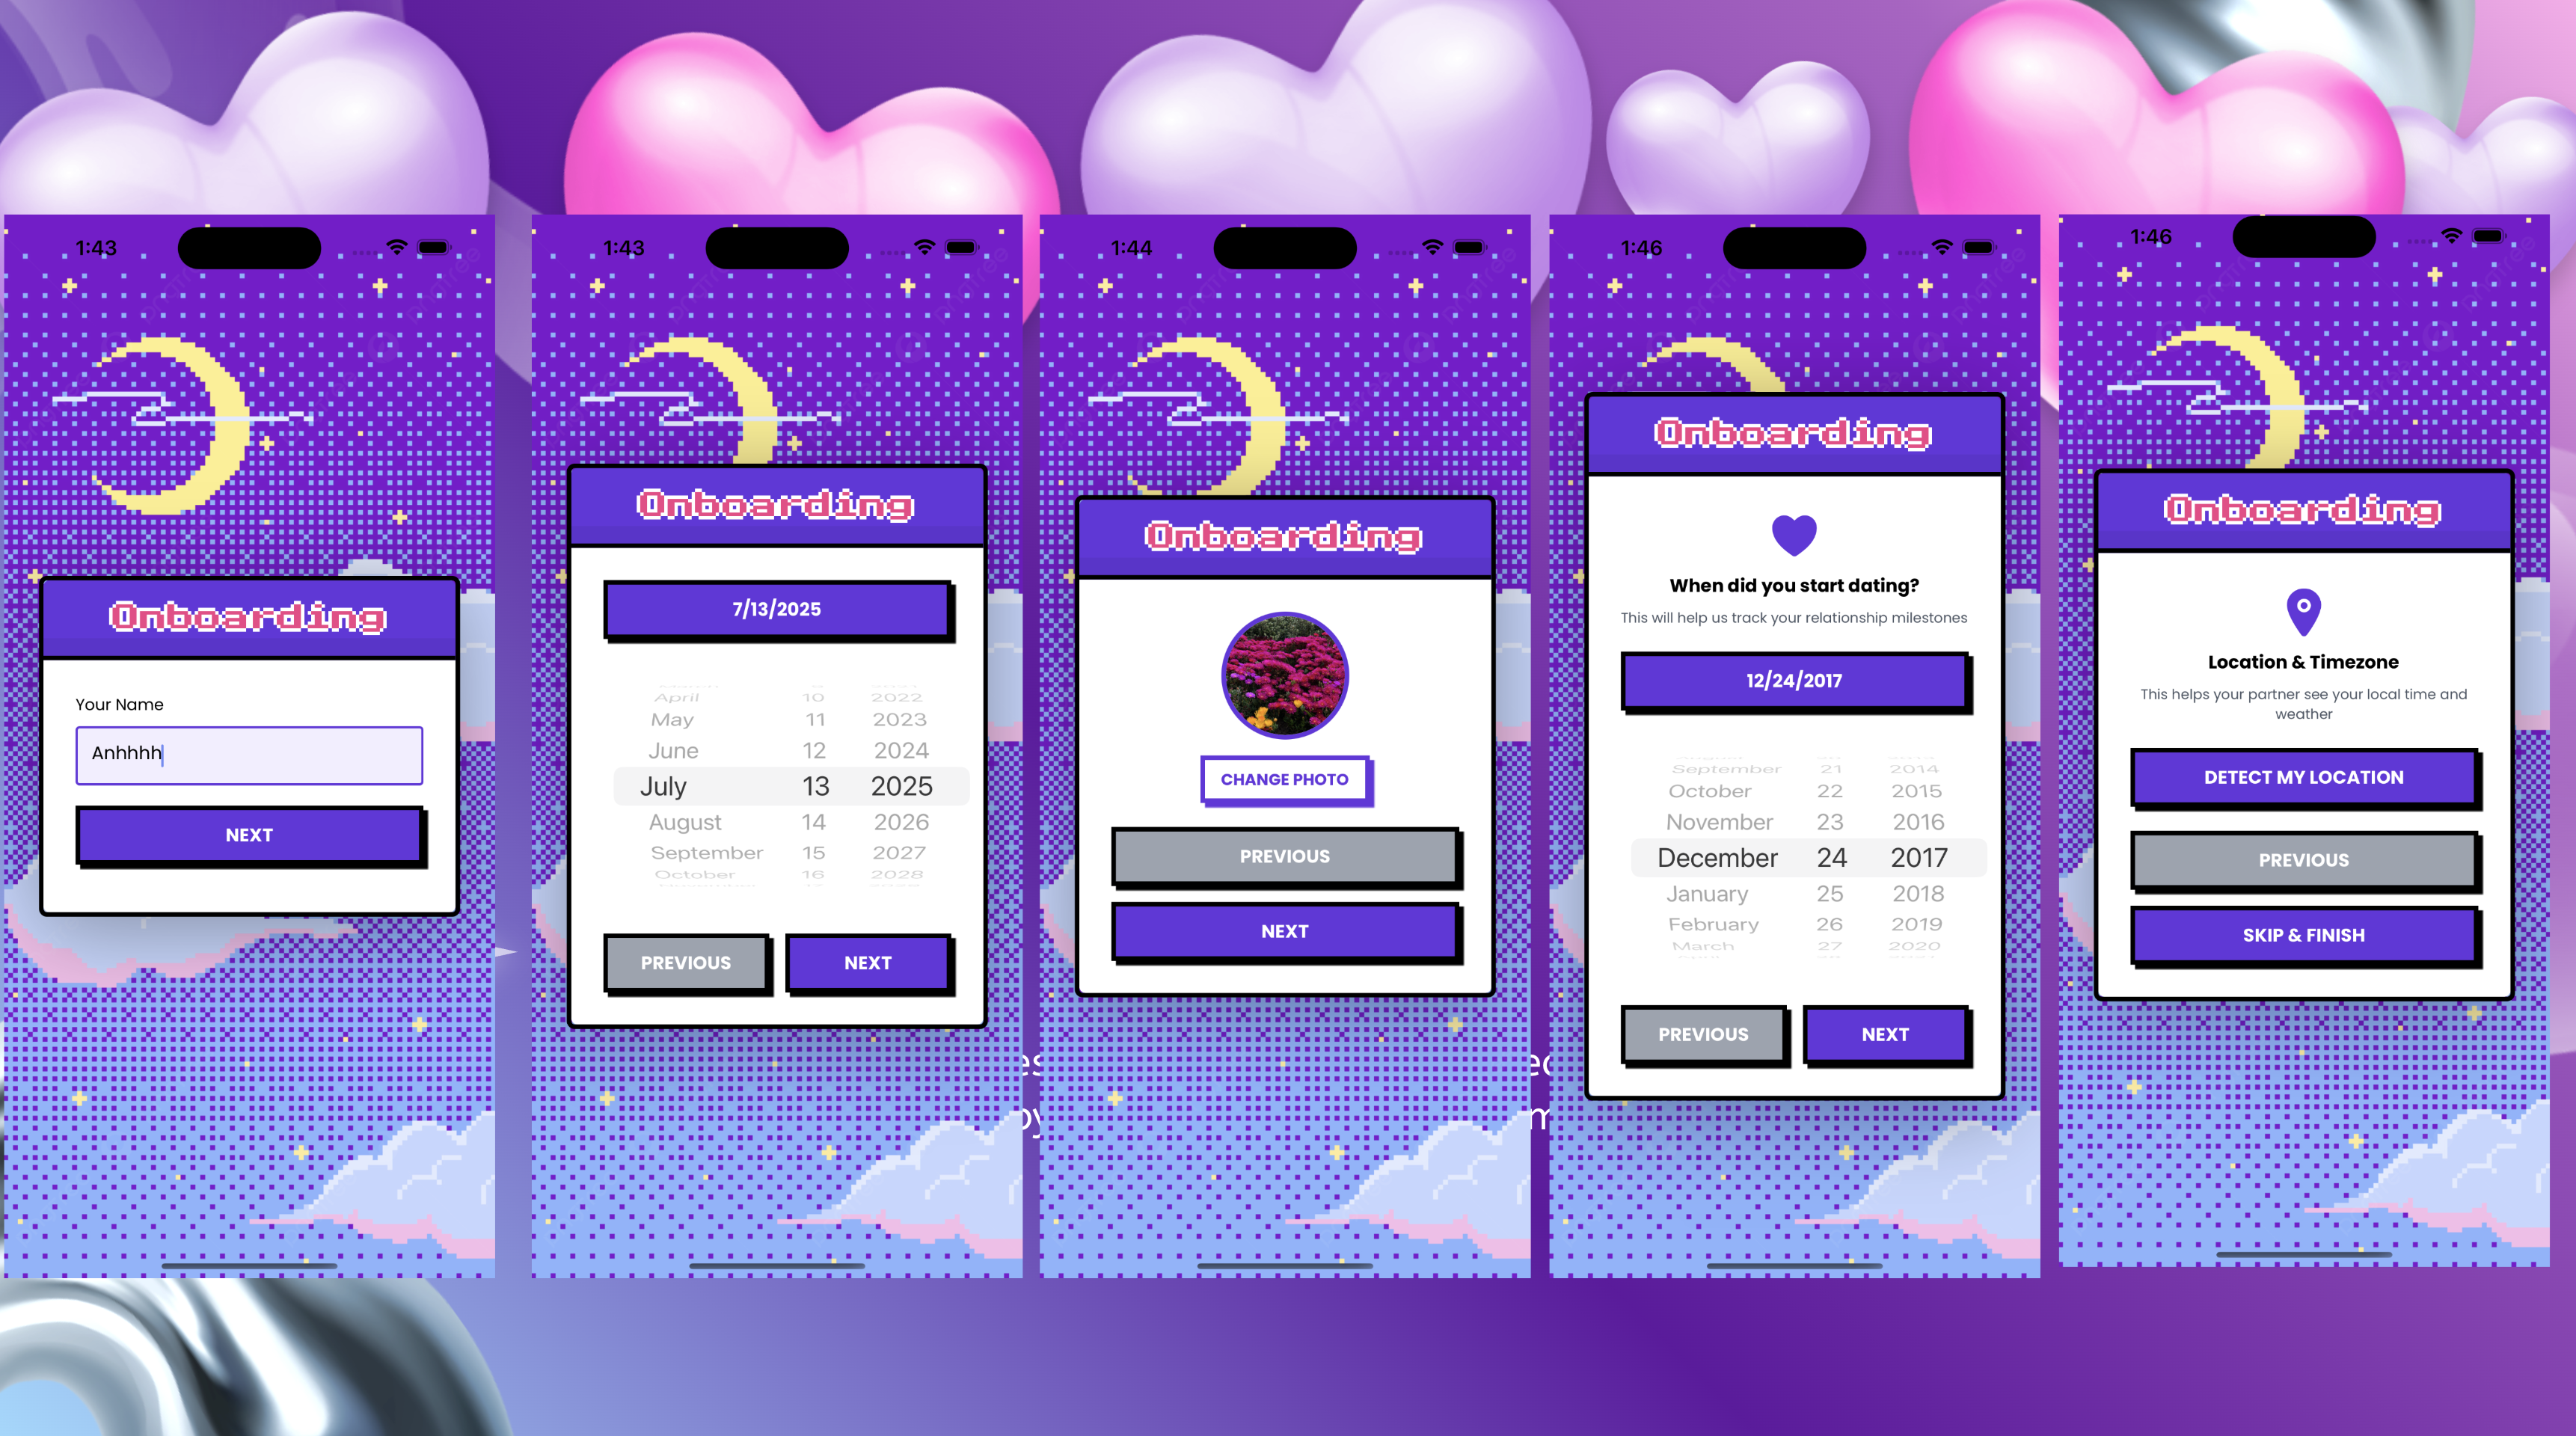 1:43
Onboarding
Your Name
Anhhhh
NEXT
1:43
Onboarding
7/13/2025
April 10 2022
May 11 2023
June 12 2024
July 13 2025
August 14 2026
September 15 2027
October 16 2028
PREVIOUS NEXT
1:44
Onboarding
CHANGE PHOTO
PREVIOUS
NEXT
1:46
Onboarding
When did you start dating?
This will help us track your relationship milestones
12/24/2017
September 21 2014
October 22 2015
November 23 2016
December 24 2017
January 25 2018
February 26 2019
March 27 2020
PREVIOUS NEXT
1:46
Onboarding
Location & Timezone
This helps your partner see your local time and
weather
DETECT MY LOCATION
PREVIOUS
SKIP & FINISH